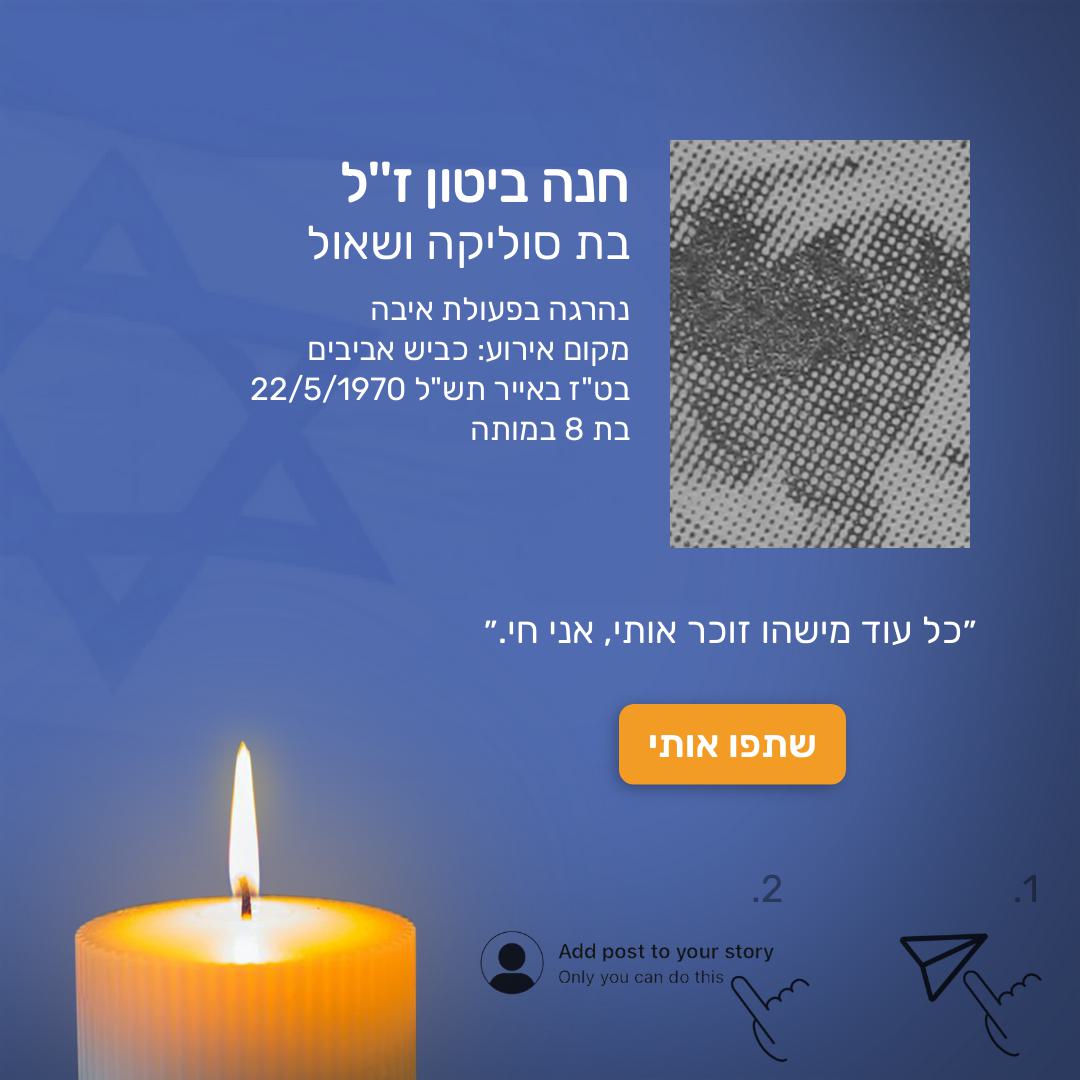 חנה ביטון ז"ל
בת סוליקה ושאול
נהרגה בפעולת איבה
מקום אירוע: כביש אביבים
בט"ז באייר תש"ל 22/5/1970
בת 8 במותה
״כל עוד מישהו זוכר אותי, אני חי.״
שתפו אותי
1.
2.
Add post to your story
Only you can do this